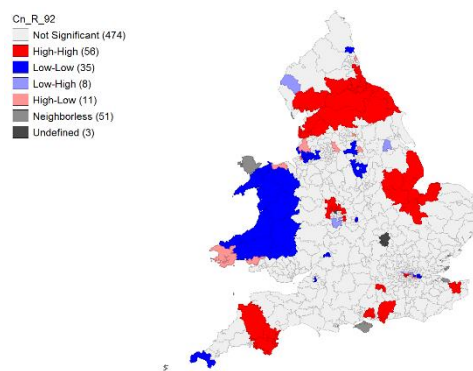 Cn_R_92
Not Significant (474)
High-High (56)
Low-Low (35)
Low-High (8)
High-Low (11)
Neighborless (51)
Undefined (3)